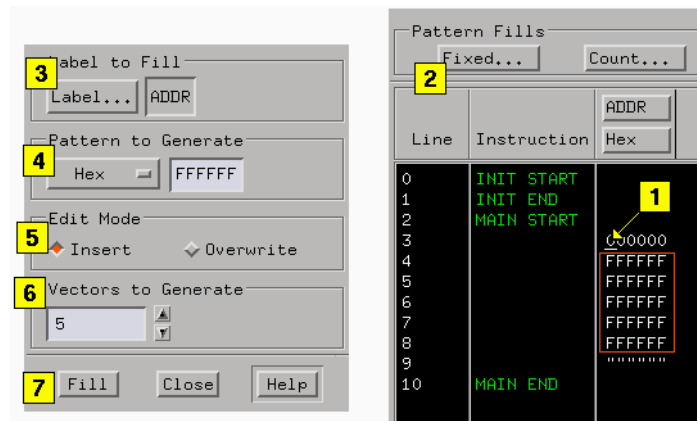 Label to Fill
3
Label... ADDR
Pattern to Generate
4
Hex FFFFFF
Edit Mode
5
Insert Overwrite
Vectors to Generate
6
5
7
Fill Close Help
Pattern Fills
Fixed... Count...
2
ADDR
Line Instruction Hex
0 INIT START
1 INIT END
2 MAIN START
1
3 000000
4 FFFFFF
5 FFFFFF
6 FFFFFF
7 FFFFFF
8 FFFFFF
9 """"""
10 MAIN END